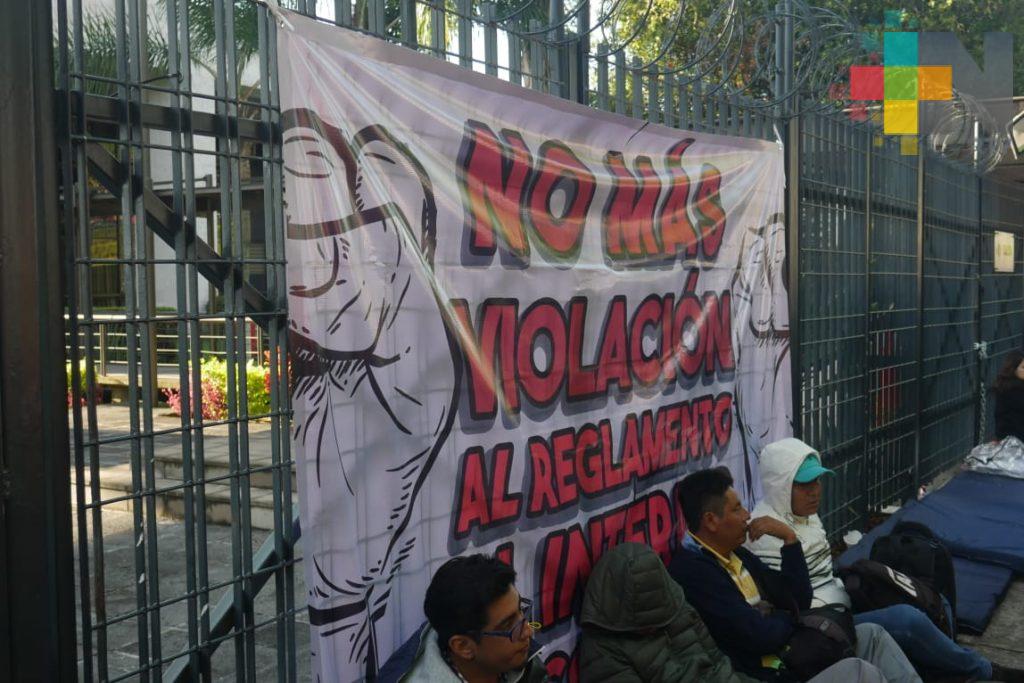 NO MÁS
VIOLACIÓN
AL REGLAMENTO